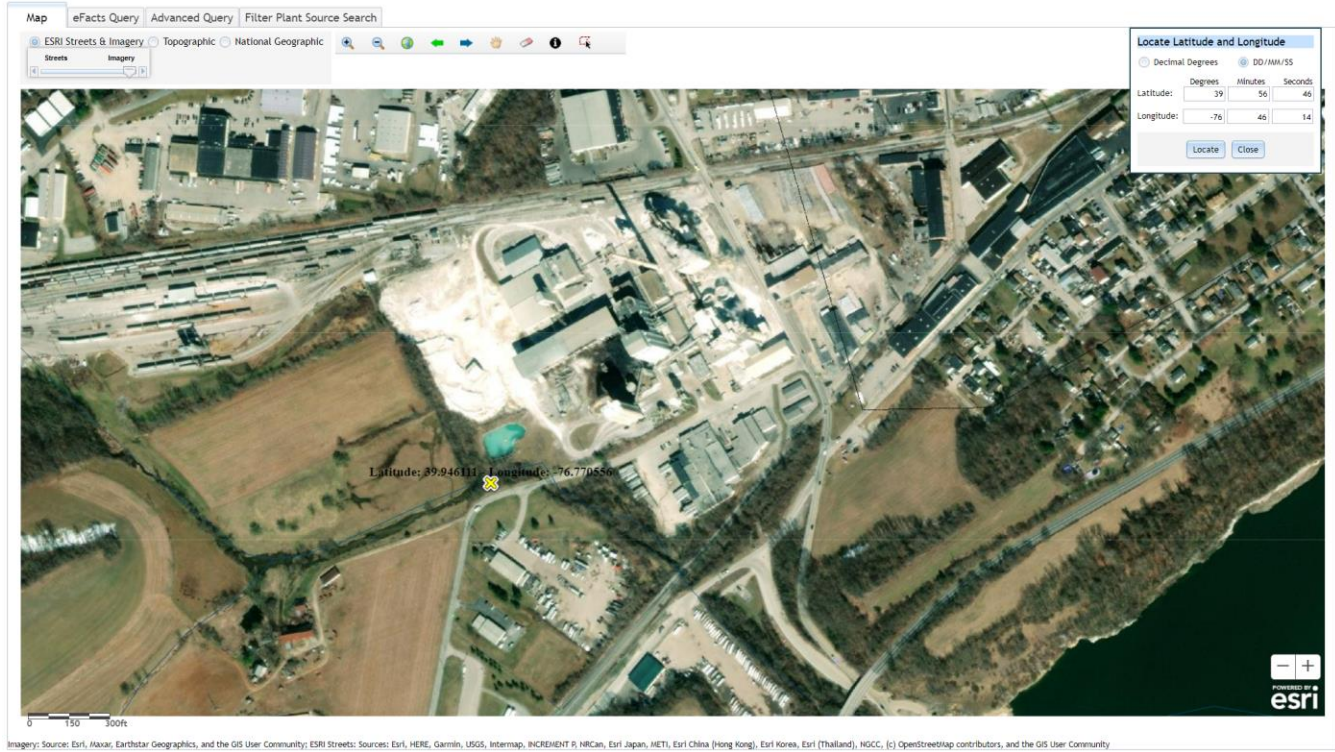 Map eFacts Query Advanced Query Filter Plant Source Search
ESRI Streets & Imagery Topographic National Geographic
Streets Imagery
Locate Latitude and Longitude
Decimal Degrees DD/MM/SS
Degrees Minutes Seconds
Latitude: 39 56 46
Longitude: -76 46 14
Locate Close
Latitude: 39.946111 Longitude: -76.770556
POWERED BY
esri
0 150 300ft
Imagery: Source: Esri, Maxar, Earthstar Geographics, and the GIS User Community; ESRI Streets: Sources: Esri, HERE, Garmin, USGS, Intermap, INCREMENT P, NRCan, Esri Japan, METI, Esri China (Hong Kong), Esri Korea, Esri (Thailand), NGCC, (c) OpenStreetMap contributors, and the GIS User Community